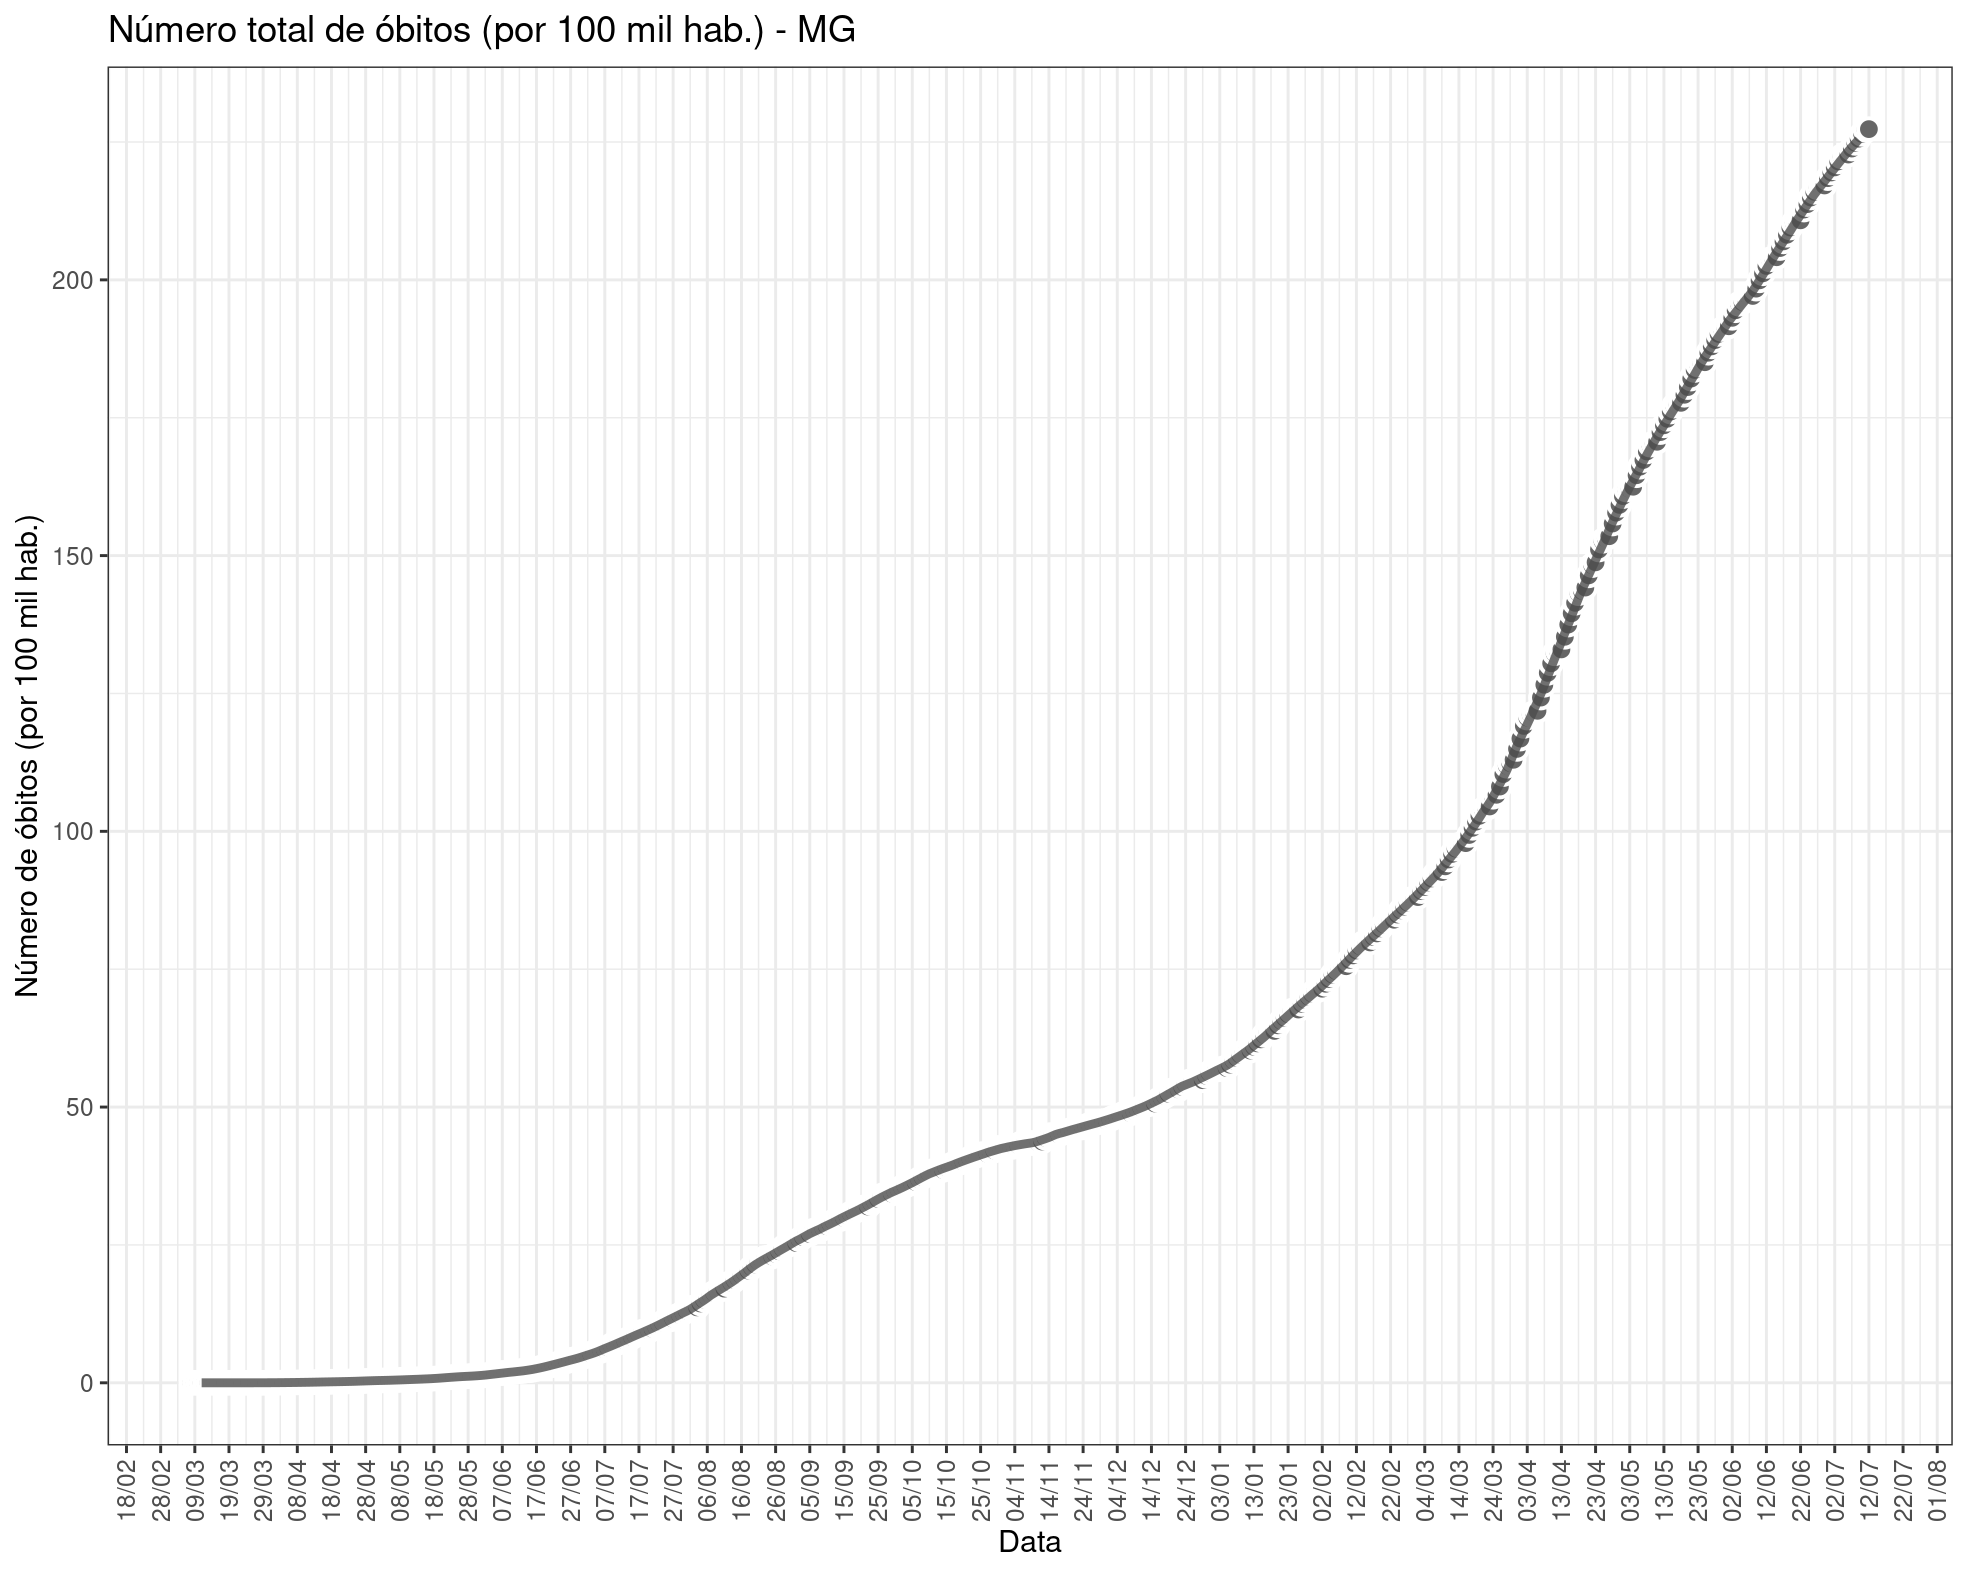 Número total de óbitos (por 100 mil hab.) - MG
Número de óbitos (por 100 mil hab.)
200
150
100
50
0
18/02 28/02 09/03 19/03 29/03 08/04 18/04 28/04 08/05 18/05 28/05 07/06 17/06 27/06 07/07 17/07 27/07 06/08 16/08 26/08 05/09 15/09 25/09 05/10 15/10 25/10 04/11 14/11 24/11 04/12 14/12 24/12 03/01 13/01 23/01 02/02 12/02 22/02 04/03 14/03 24/03 03/04 13/04 23/04 03/05 13/05 23/05 02/06 12/06 22/06 02/07 12/07 22/07 01/08
Data